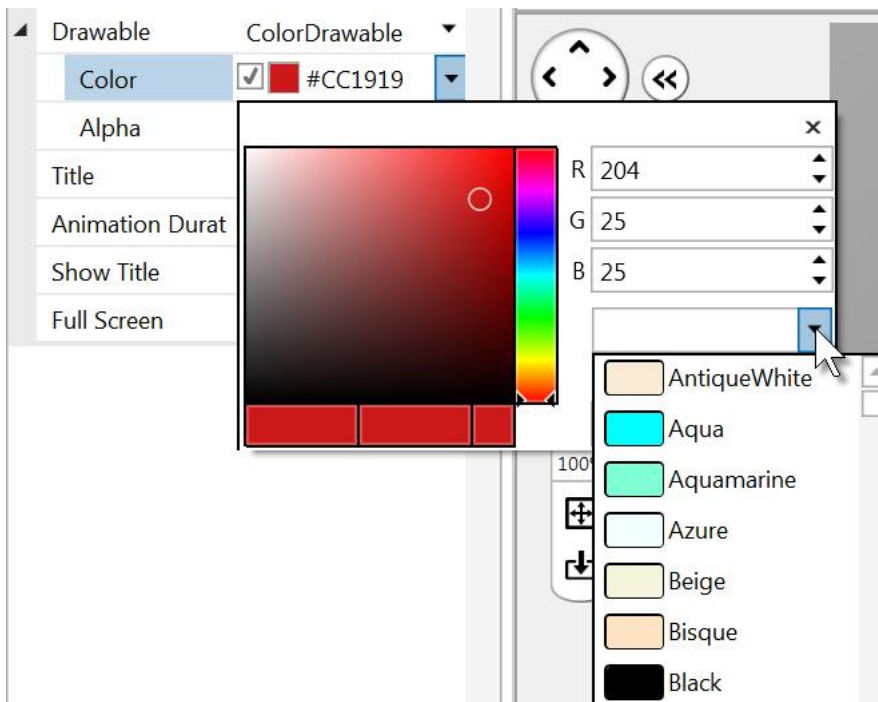 Drawable ColorDrawable
Color #CC1919
Alpha
Title
Animation Durat
Show Title
Full Screen
R 204
G 25
B 25
AntiqueWhite
Aqua
Aquamarine
Azure
Beige
Bisque
Black
100%